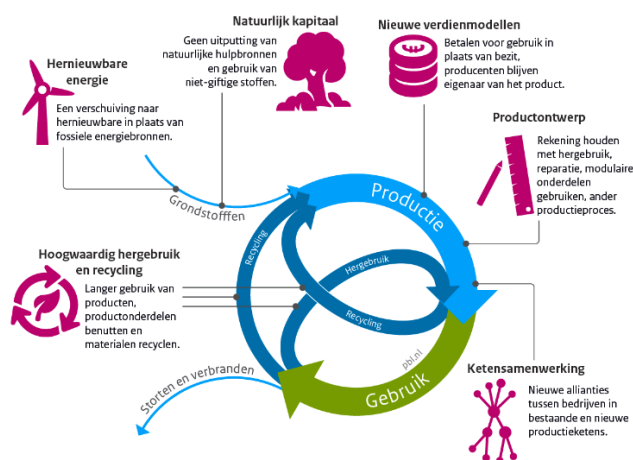 Natuurlijk kapitaal
Geen uitputting van
natuurlijke hulpbronnen
en gebruik van
niet-giftige stoffen.
Nieuwe verdienmodellen
Betalen voor gebruik in
plaats van bezit,
producenten blijven
eigenaar van het product.
Hernieuwbare
energie
Een verschuiving naar
hernieuwbare in plaats van
fossiele energiebronnen.
Productontwerp
Rekening houden
met hergebruik,
reparatie, modulaire
onderdelen
gebruiken, ander
productieproces.
Grondstofffen
Productie
Recycling
Hergebruik
Recycling
Hoogwaardig hergebruik
en recycling
Langer gebruik van
producten,
productonderdelen
benutten en
materialen recyclen.
pbl.nl
Gebruik
Storten en verbranden
Ketensamenwerking
Nieuwe allianties
tussen bedrijven in
bestaande en nieuwe
productieketens.